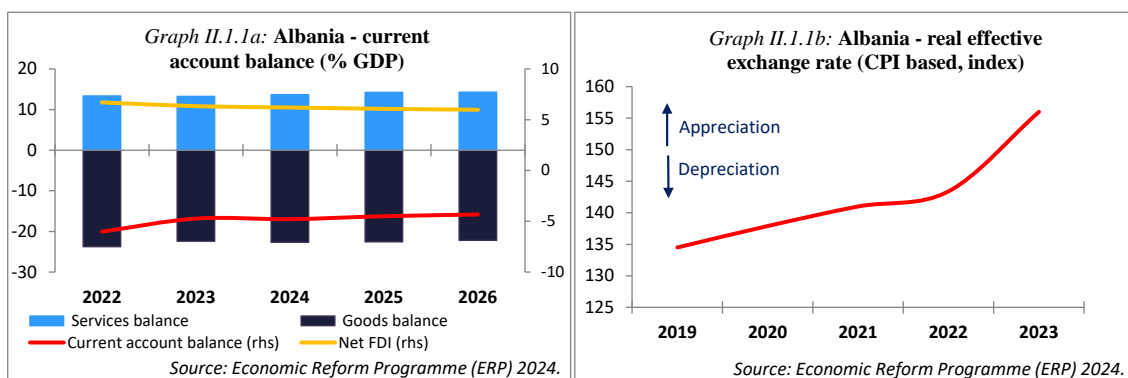 Graph II.1.1a: Albania - current
account balance (% GDP)
20
10
0
-10
-20
-30
10
5
0
-5
-10
2022
2023
2024
2025
2026
Services balance
Goods balance
Current account balance (rhs)
Net FDI (rhs)
Source: Economic Reform Programme (ERP) 2024.
Graph II.1.1b: Albania - real effective
exchange rate (CPI based, index)
160
155
150
145
140
135
130
125
Appreciation
Depreciation
2019
2020
2021
2022
2023
Source: Economic Reform Programme (ERP) 2024.